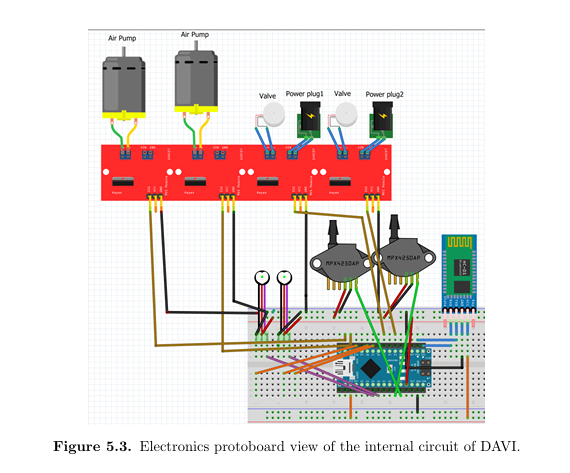 Air Pump
Air Pump
Valve
Power plug1
Valve
Power plug2
MPX4250AP
MPX4250AP
Figure 5.3. Electronics protoboard view of the internal circuit of DAVI.